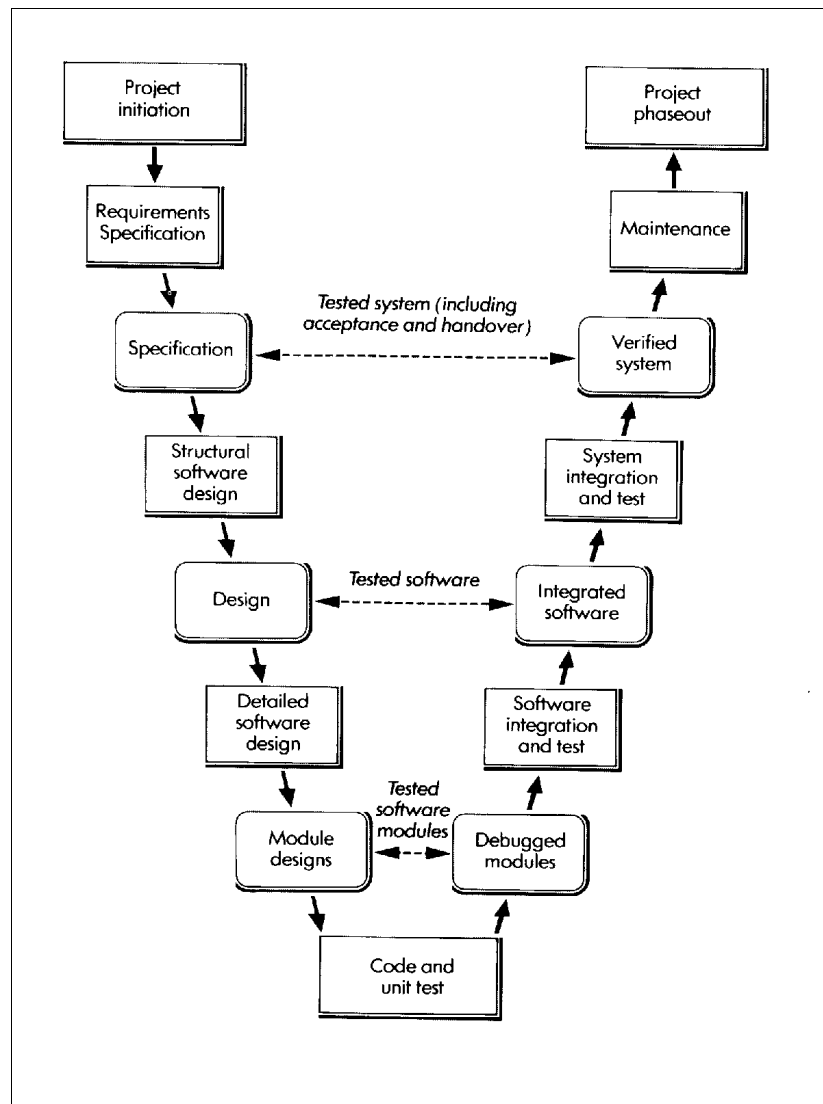 Project
initiation
Project
phaseout
Requirements
Specification
Maintenance
Tested system (including
acceptance and handover)
Specification
Verified
system
Structural
software
design
System
integration
and test
Tested software
Design
Integrated
software
Detailed
software
design
Software
integration
and test
Tested
software
modules
Module
designs
Debugged
modules
Code and
unit test